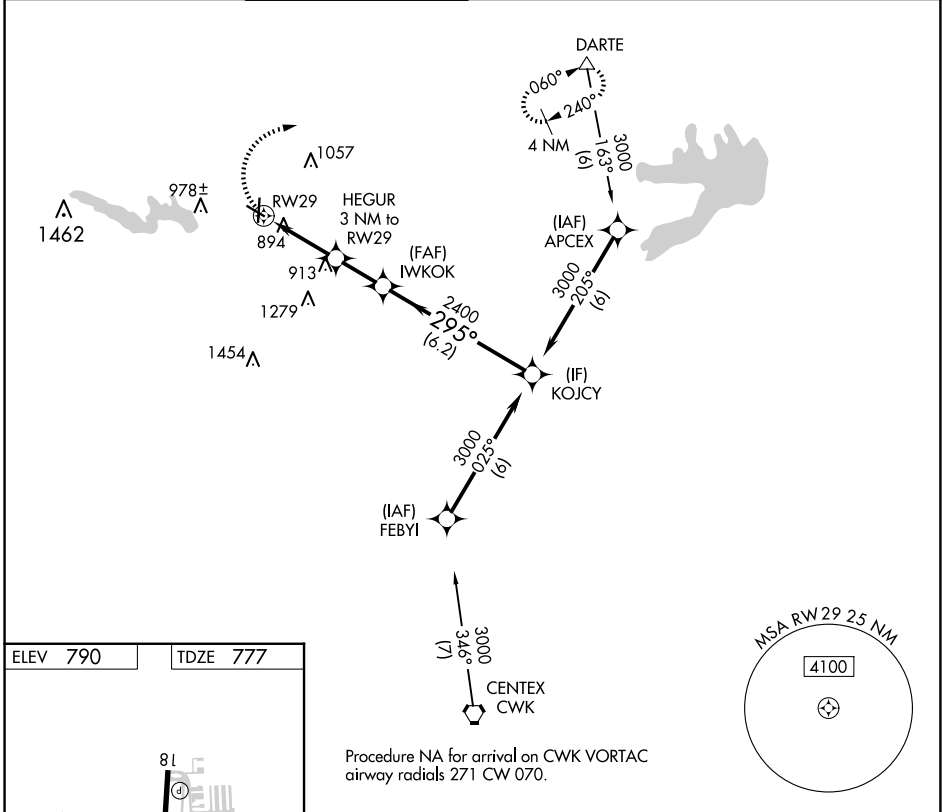 DARTE
060°
240°
4 NM
3000
163°
(6)
1057
978±
1462
RW29
894
HEGUR
3 NM to
RW29
(FAF)
IWKOK
(IAF)
APCEX
913
1279
1454
3000
205°
(6)
2400
295°
(6.2)
(IF)
KOJCY
3000
025°
(6)
(IAF)
FEBYI
3000
346°
(7)
CENTEX
CWK
Procedure NA for arrival on CWK VORTAC
airway radials 271 CW 070.
MSA RW29 25 NM
4100
ELEV 790
TDZE 777
18
P